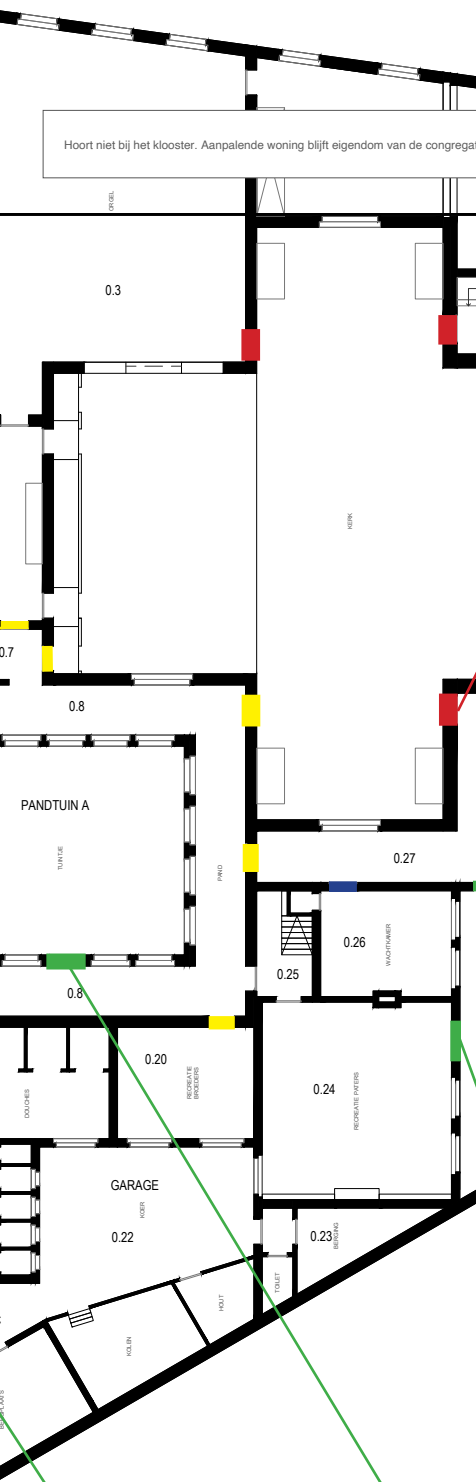 Hoort niet bij het klooster. Aanpalende woning blijft eigendom van de congregat
ORGEL
0.3
KERK
0.7
0.8
PANDTUIN A
TUINTJE
PAND
0.27
0.26
WACHTKAMER
0.25
0.8
0.20
RECREATIE
BROEDERS
DOUCHES
0.24
RECREATIE PATERS
GARAGE
KOER
0.22
0.23
BERGING
TOILET
HOUT
KOLEN